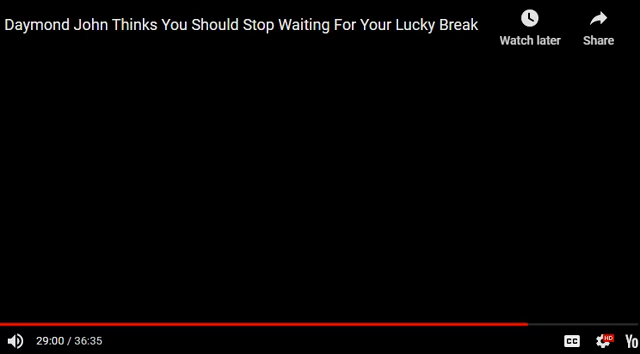 Daymond John Thinks You Should Stop Waiting For Your Lucky Break
Watch later
Share
29:00 / 36:35
CC
HD
Yo